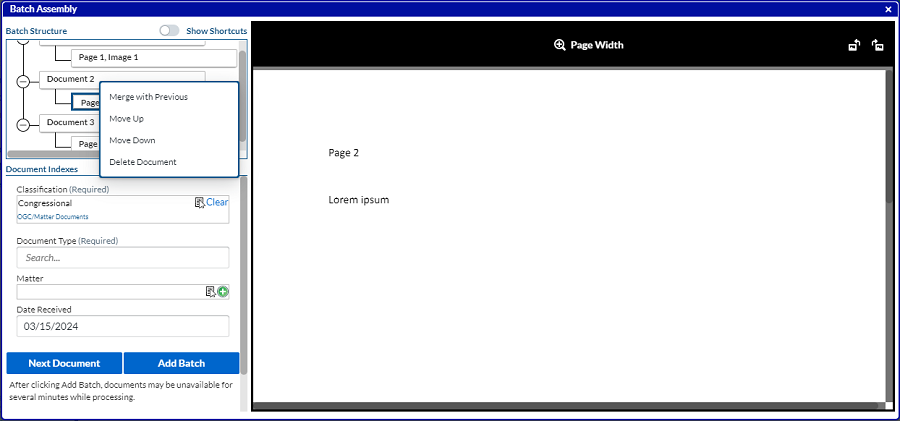 Batch Assembly
Batch Structure
Show Shortcuts
Page 1, Image 1
Document 2
Page
Document 3
Page
Merge with Previous
Move Up
Move Down
Delete Document
Document Indexes
Classification (Required)
Congressional
Clear
OGC/Matter Documents
Document Type (Required)
Search...
Matter
Date Received
03/15/2024
Next Document
Add Batch
After clicking Add Batch, documents may be unavailable for
several minutes while processing.
Page Width
Page 2
Lorem ipsum